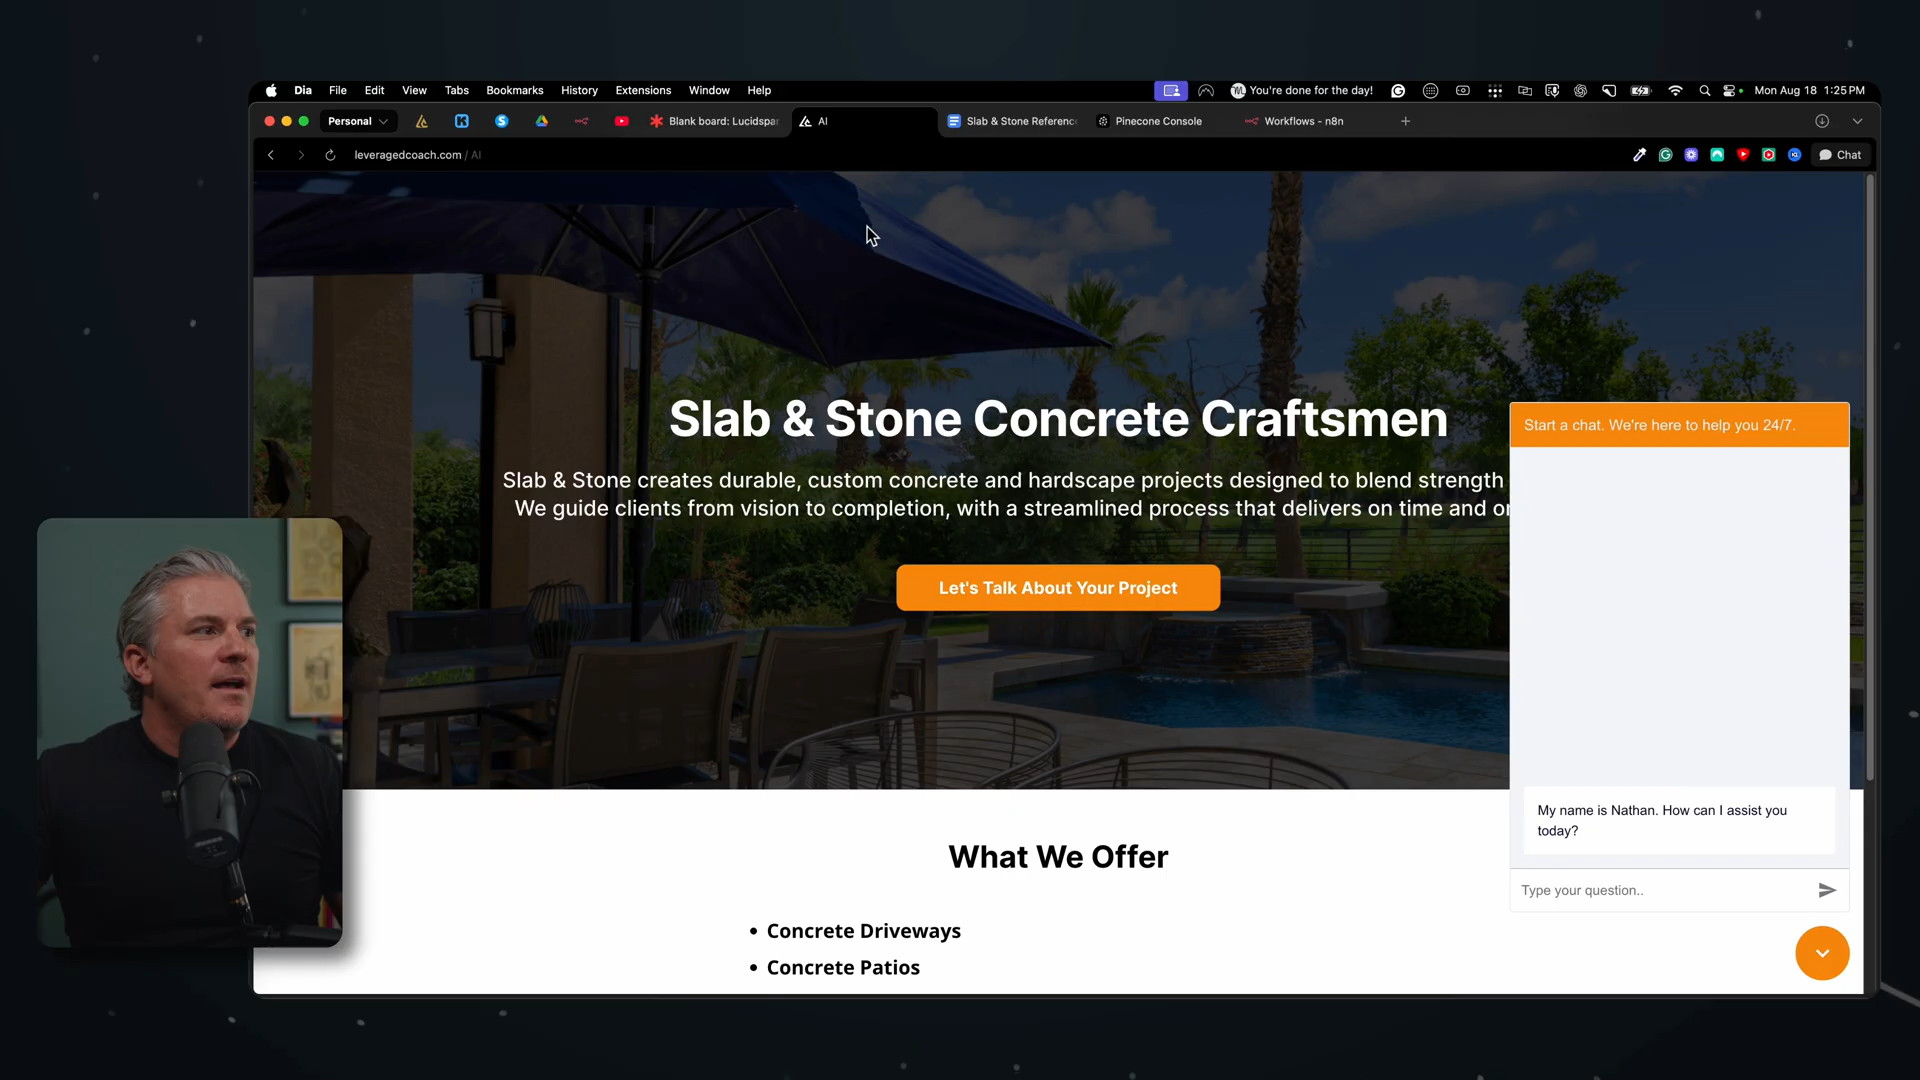 Dia File Edit View Tabs Bookmarks History Extensions Window Help You're done for the day! Mon Aug 18 1:25 PM
Personal Blank board: Lucidspar AI Slab & Stone Referenc Pinecone Console Workflows - n8n
leveragedcoach.com / AI Chat
Slab & Stone Concrete Craftsmen
Slab & Stone creates durable, custom concrete and hardscape projects designed to blend strength
We guide clients from vision to completion, with a streamlined process that delivers on time and
Let's Talk About Your Project
Start a chat. We're here to help you 24/7.
My name is Nathan. How can I assist you
today?
Type your question..
What We Offer
• Concrete Driveways
• Concrete Patios